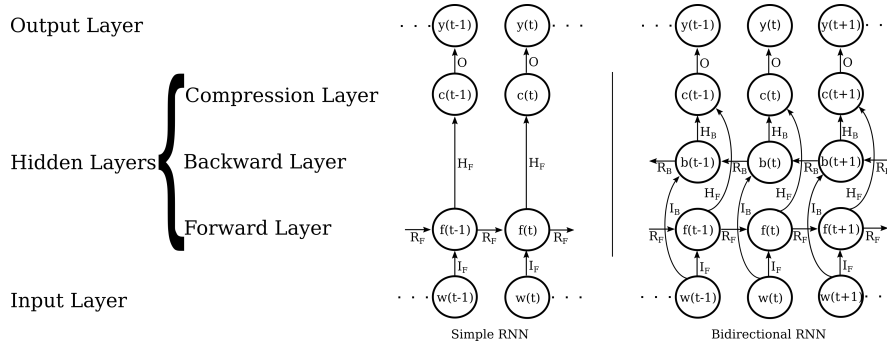 Output Layer · · · y(t-1) y(t) · · · · · · y(t-1) y(t) y(t+1) · ·
O O O O O
Compression Layer c(t-1) c(t) c(t-1) c(t) c(t+1)
H_B H_B H_B
Hidden Layers Backward Layer H_F H_F b(t-1) b(t) b(t+1)
R_B R_B R_B R_B
H_F H_F H_F
I_B I_B I_B
Forward Layer f(t-1) f(t) f(t-1) f(t) f(t+1)
R_F R_F R_F R_F R_F R_F R_F
I_F I_F I_F I_F I_F
Input Layer · · · w(t-1) w(t) · · · · · · w(t-1) w(t) w(t+1) · ·
Simple RNN Bidirectional RNN